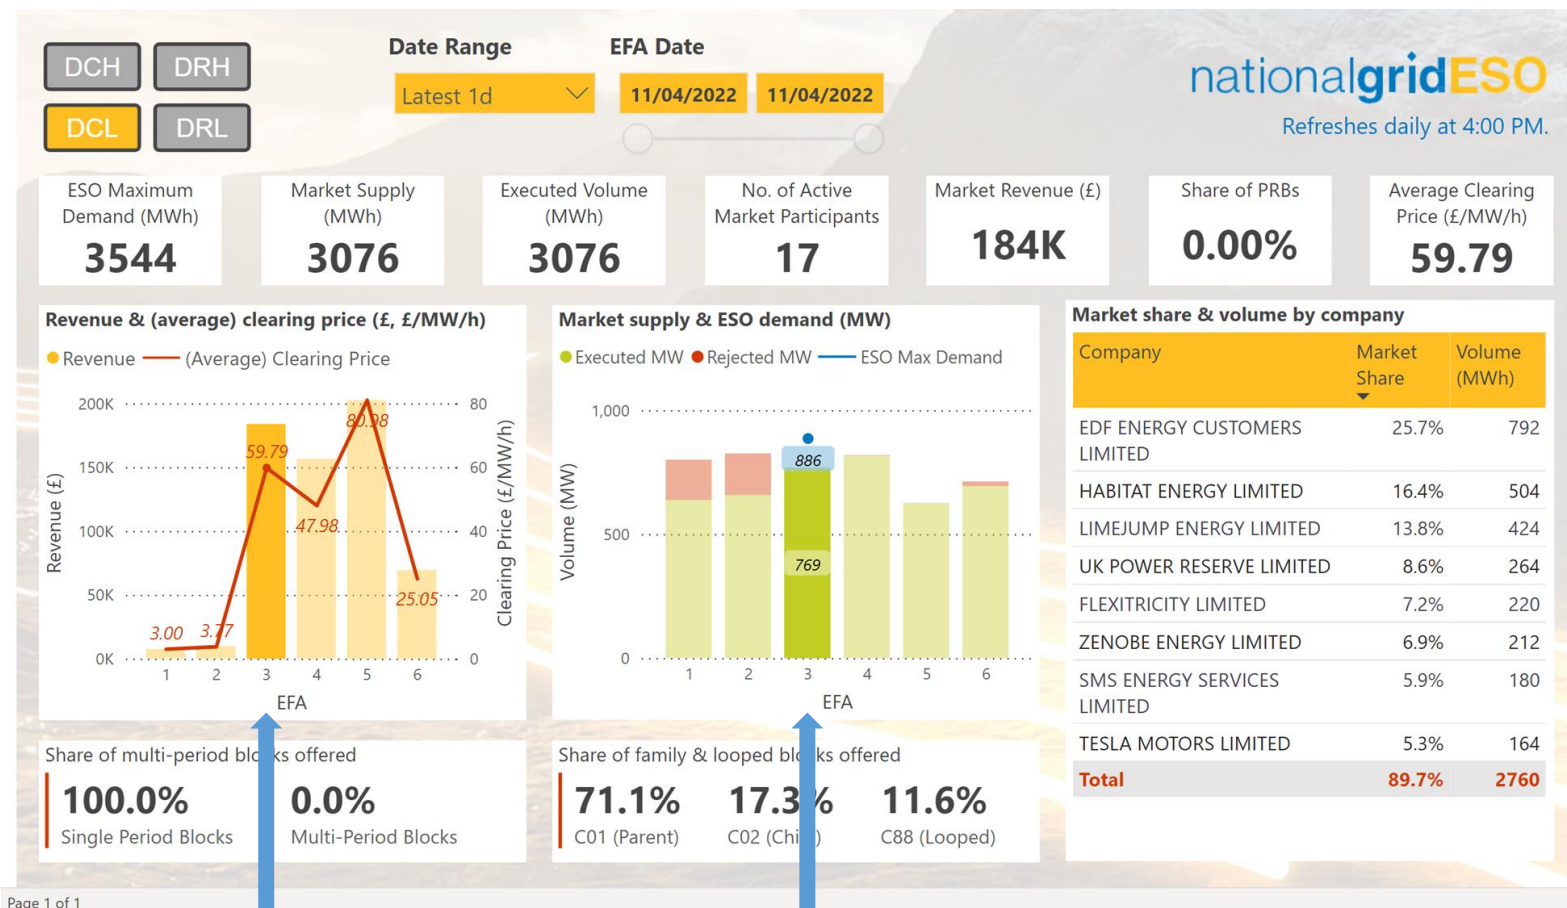 DCH
DRH
DCL
DRL
Date Range
Latest 1d
EFA Date
11/04/2022
11/04/2022
nationalgridESO
Refreshes daily at 4:00 PM.
ESO Maximum
Demand (MWh)
3544
Market Supply
(MWh)
3076
Executed Volume
(MWh)
3076
No. of Active
Market Participants
17
Market Revenue (£)
184K
Share of PRBs
0.00%
Average Clearing
Price (£/MW/h)
59.79
Revenue & (average) clearing price (£, £/MW/h)
Revenue
(Average) Clearing Price
Revenue (£)
200K
150K
100K
50K
0K
3.00
3.77
59.79
47.98
80.98
25.05
80
60
40
20
0
Clearing Price (£/MW/h)
1 2 3 4 5 6
EFA
Market supply & ESO demand (MW)
Executed MW
Rejected MW
ESO Max Demand
Volume (MW)
1,000
500
0
886
769
1 2 3 4 5 6
EFA
Market share & volume by company
Company Market Share Volume (MWh)
EDF ENERGY CUSTOMERS LIMITED 25.7% 792
HABITAT ENERGY LIMITED 16.4% 504
LIMEJUMP ENERGY LIMITED 13.8% 424
UK POWER RESERVE LIMITED 8.6% 264
FLEXITRICITY LIMITED 7.2% 220
ZENOBE ENERGY LIMITED 6.9% 212
SMS ENERGY SERVICES LIMITED 5.9% 180
TESLA MOTORS LIMITED 5.3% 164
Total 89.7% 2760
Share of multi-period blocks offered
100.0%
Single Period Blocks
0.0%
Multi-Period Blocks
Share of family & looped blocks offered
71.1%
C01 (Parent)
17.3%
C02 (Child)
11.6%
C88 (Looped)
Page 1 of 1